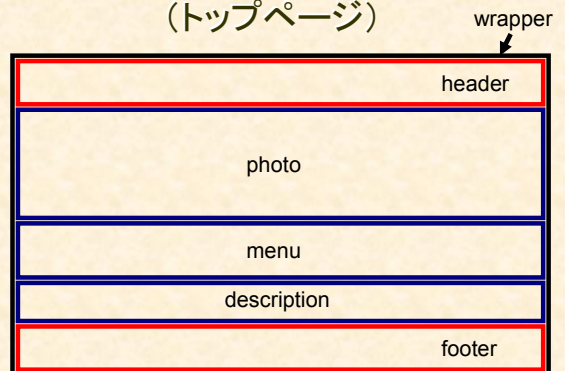 (トップページ)
wrapper
header
photo
menu
description
footer